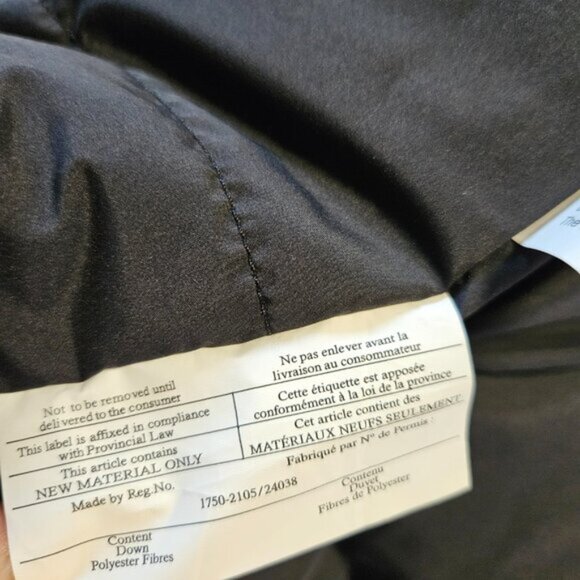 Not to be removed until
delivered to the consumer
This label is affixed in compliance
with Provincial Law
This article contains
NEW MATERIAL ONLY
Made by Reg.No.
Ne pas enlever avant la
livraison au consommateur
Cette étiquette est apposée
conformément à la loi de la province
Cet article contient des
MATÉRIAUX NEUFS SEULEMENT
Fabriqué par Nº de Permis :
1750-2105/24038
Content
Down
Polyester Fibres
Contenu
Duvet
Fibres de Polyester